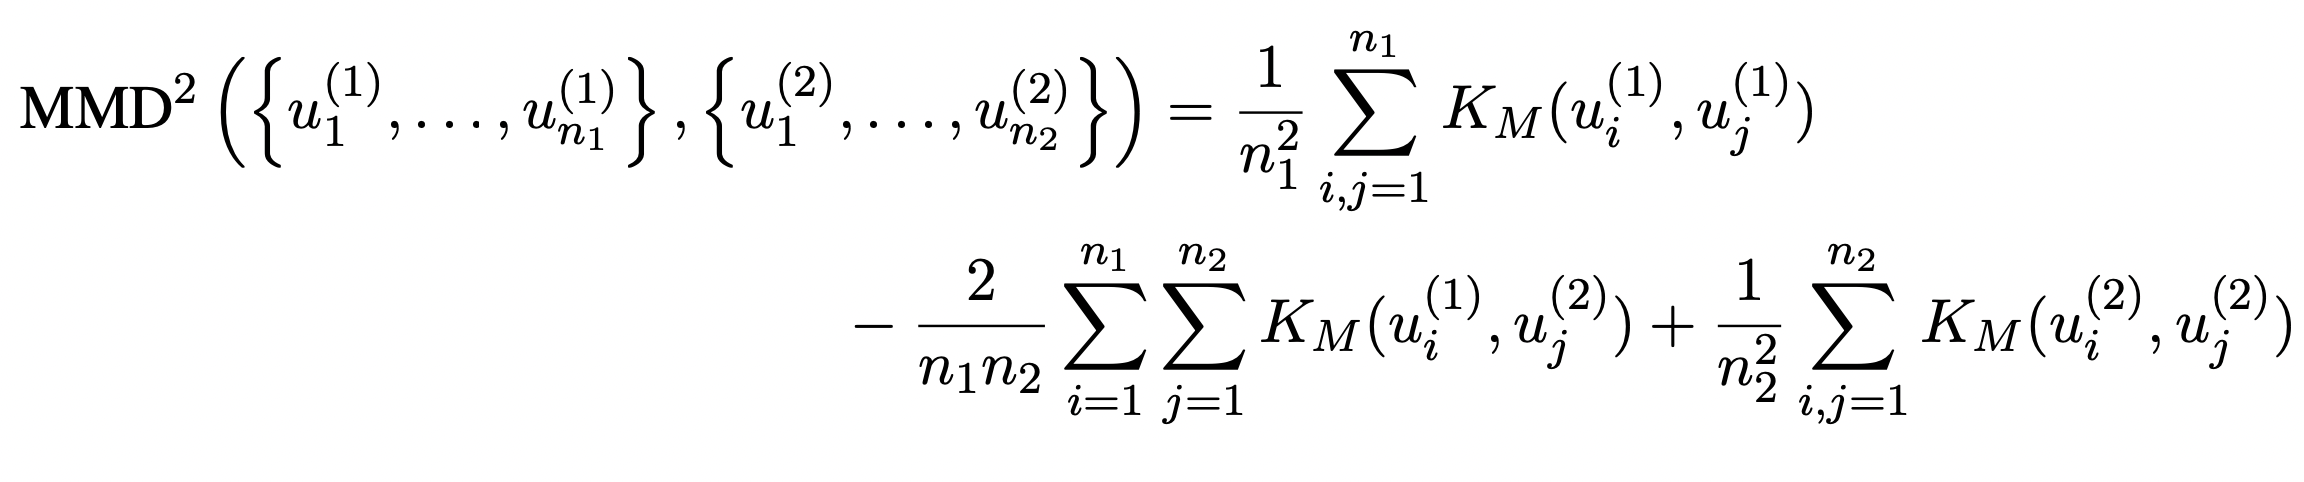 $\textbf{MMD}^2 \left( \left\{ u_1^{(1)}, \ldots, u_{n_1}^{(1)} \right\}, \left\{ u_1^{(2)}, \ldots, u_{n_2}^{(2)} \right\} \right) = \frac{1}{n_1^2} \sum_{i,j=1}^{n_1} K_M(u_i^{(1)}, u_j^{(1)})$
$- \frac{2}{n_1 n_2} \sum_{i=1}^{n_1} \sum_{j=1}^{n_2} K_M(u_i^{(1)}, u_j^{(2)}) + \frac{1}{n_2^2} \sum_{i,j=1}^{n_2} K_M(u_i^{(2)}, u_j^{(2)})$